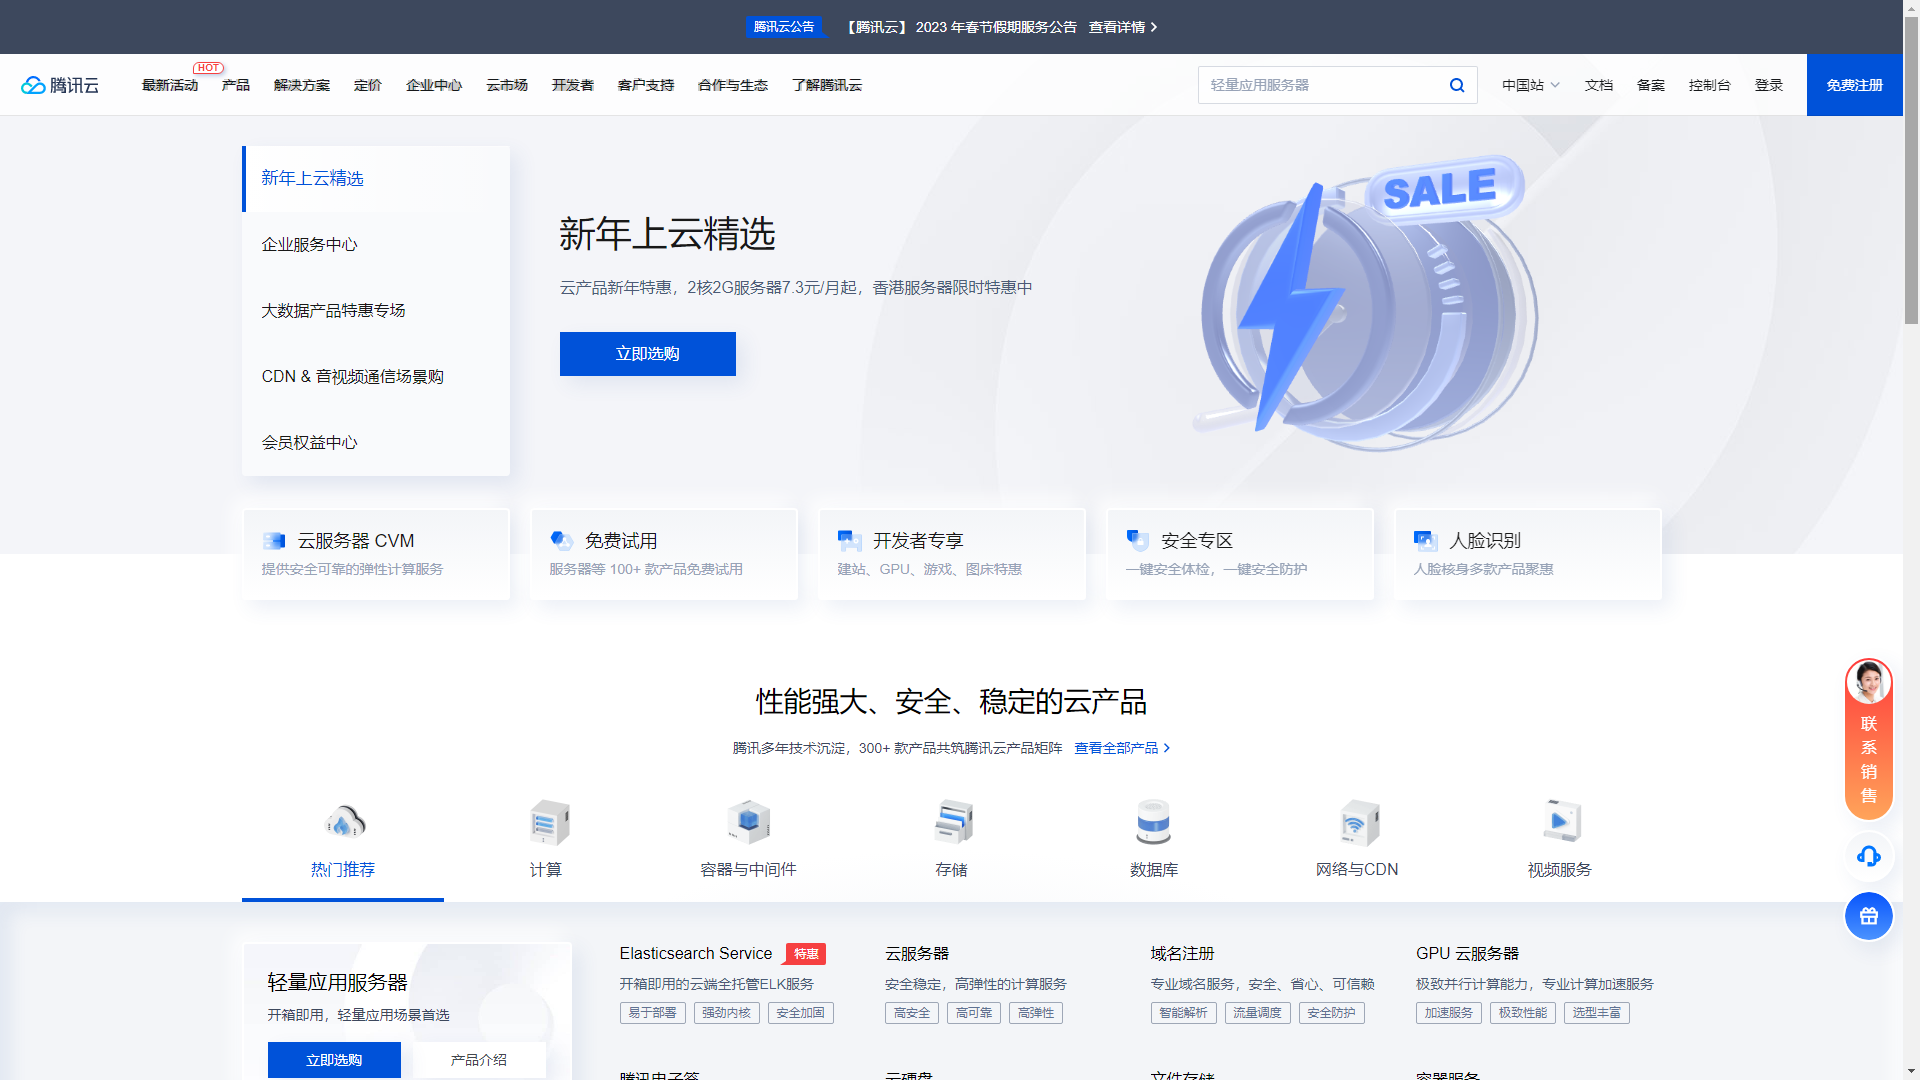 腾讯云公告 【腾讯云】 2023 年春节假期服务公告 查看详情
腾讯云 最新活动 HOT 产品 解决方案 定价 企业中心 云市场 开发者 客户支持 合作与生态 了解腾讯云 轻量应用服务器 中国站 文档 备案 控制台 登录 免费注册
新年上云精选
企业服务中心
大数据产品特惠专场
CDN & 音视频通信场景购
会员权益中心
新年上云精选
云产品新年特惠，2核2G服务器7.3元/月起，香港服务器限时特惠中
立即选购
SALE
云服务器 CVM
提供安全可靠的弹性计算服务
免费试用
服务器等 100+ 款产品免费试用
开发者专享
建站、GPU、游戏、图床特惠
安全专区
一键安全体检，一键安全防护
人脸识别
人脸核身多款产品聚惠
性能强大、安全、稳定的云产品
腾讯多年技术沉淀，300+ 款产品共筑腾讯云产品矩阵 查看全部产品
热门推荐 计算 容器与中间件 存储 数据库 网络与CDN 视频服务
轻量应用服务器
开箱即用，轻量应用场景首选
立即选购 产品介绍
Elasticsearch Service 特惠
开箱即用的云端全托管ELK服务
易于部署 强劲内核 安全加固
云服务器
安全稳定，高弹性的计算服务
高安全 高可靠 高弹性
域名注册
专业域名服务，安全、省心、可信赖
智能解析 流量调度 安全防护
GPU 云服务器
极致并行计算能力，专业计算加速服务
加速服务 极致性能 选型丰富
腾讯电子签 云硬盘 文件存储 容器服务
联系销售